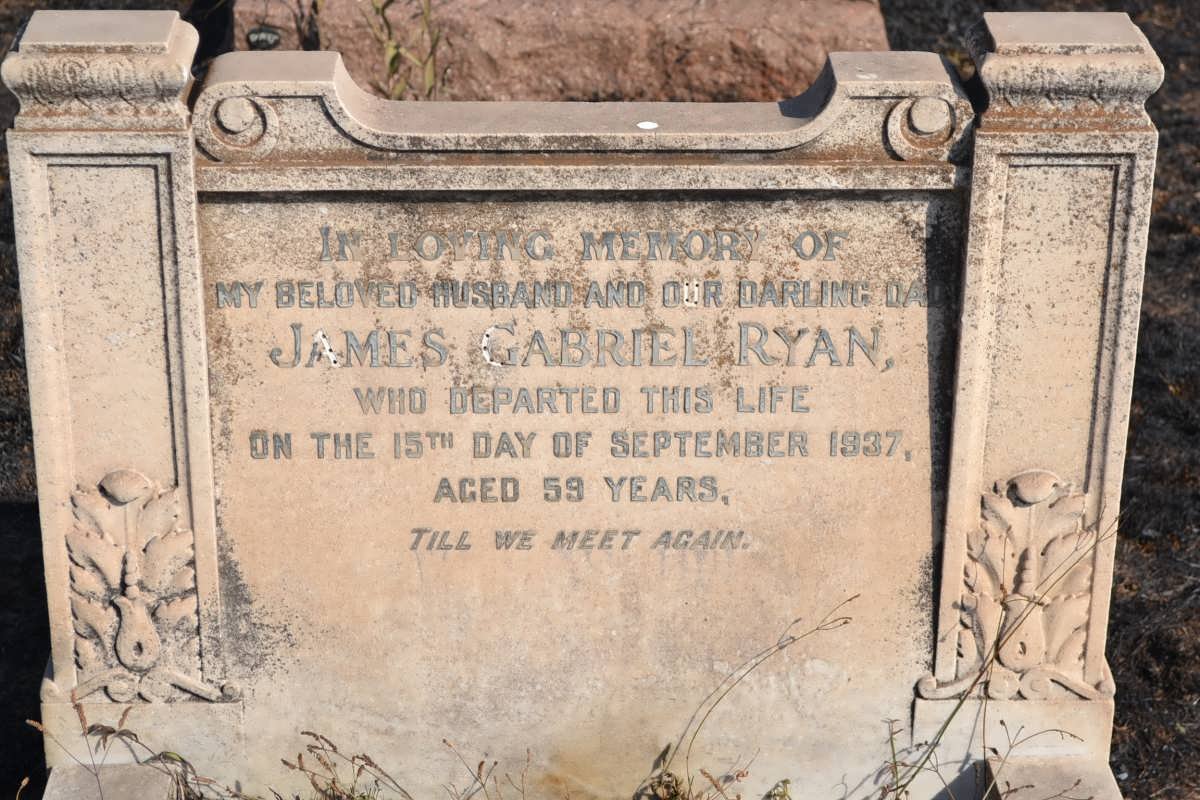 IN LOVING MEMORY OF
MY BELOVED HUSBAND AND OUR DARLING DAD
JAMES GABRIEL RYAN,
WHO DEPARTED THIS LIFE
ON THE 15TH DAY OF SEPTEMBER 1937,
AGED 59 YEARS,
TILL WE MEET AGAIN.